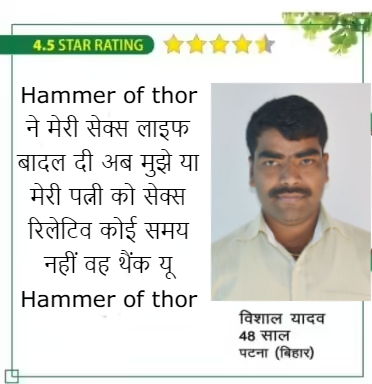 4.5 STAR RATING
Hammer of thor
ने मेरी सेक्स लाइफ
बादल दी अब मुझे या
मेरी पत्नी को सेक्स
रिलेटिव कोई समय
नहीं वह थैंक यू
Hammer of thor
विशाल यादव
48 साल
पटना (बिहार)